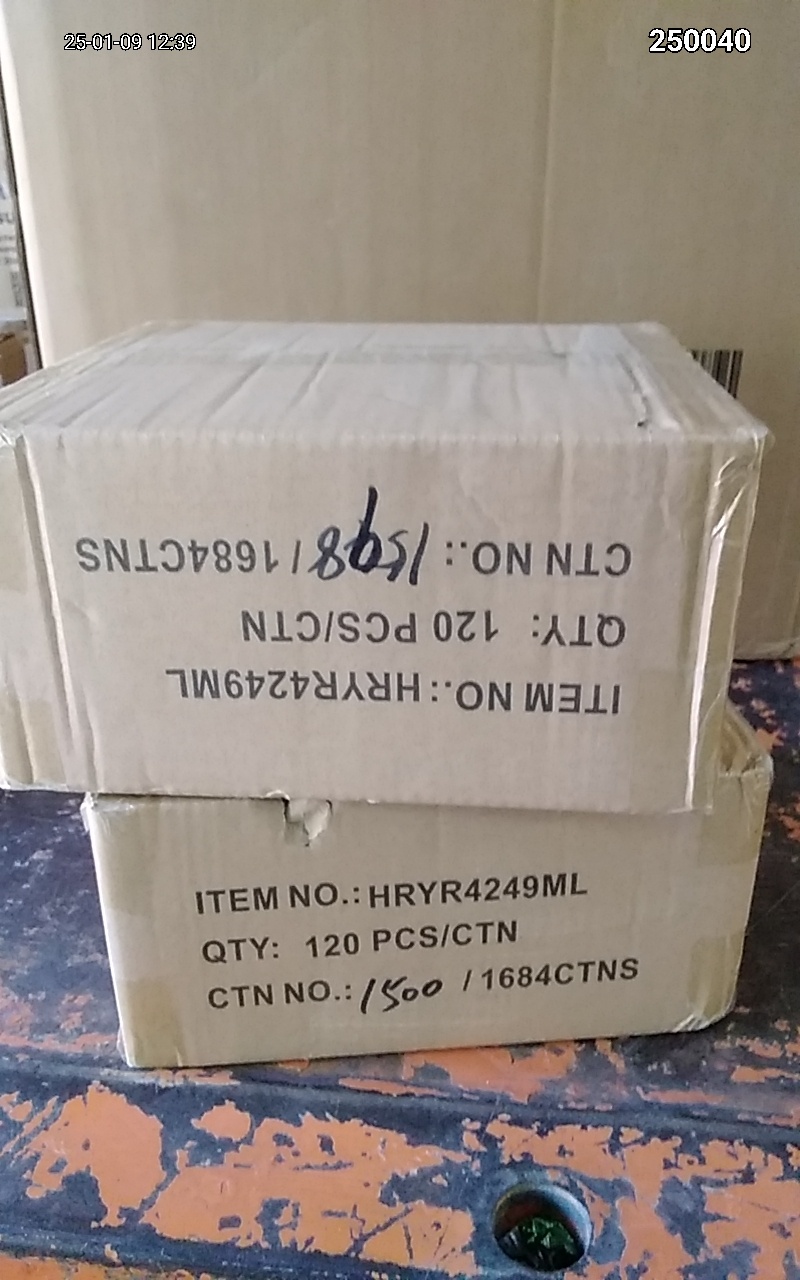 25-01-09 12:39
250040
ITEM NO.: HRYR4249ML
QTY: 120 PCS/CTN
CTN NO.: 1598 / 1684CTNS
ITEM NO.: HRYR4249ML
QTY: 120 PCS/CTN
CTN NO.: 1500 / 1684CTNS